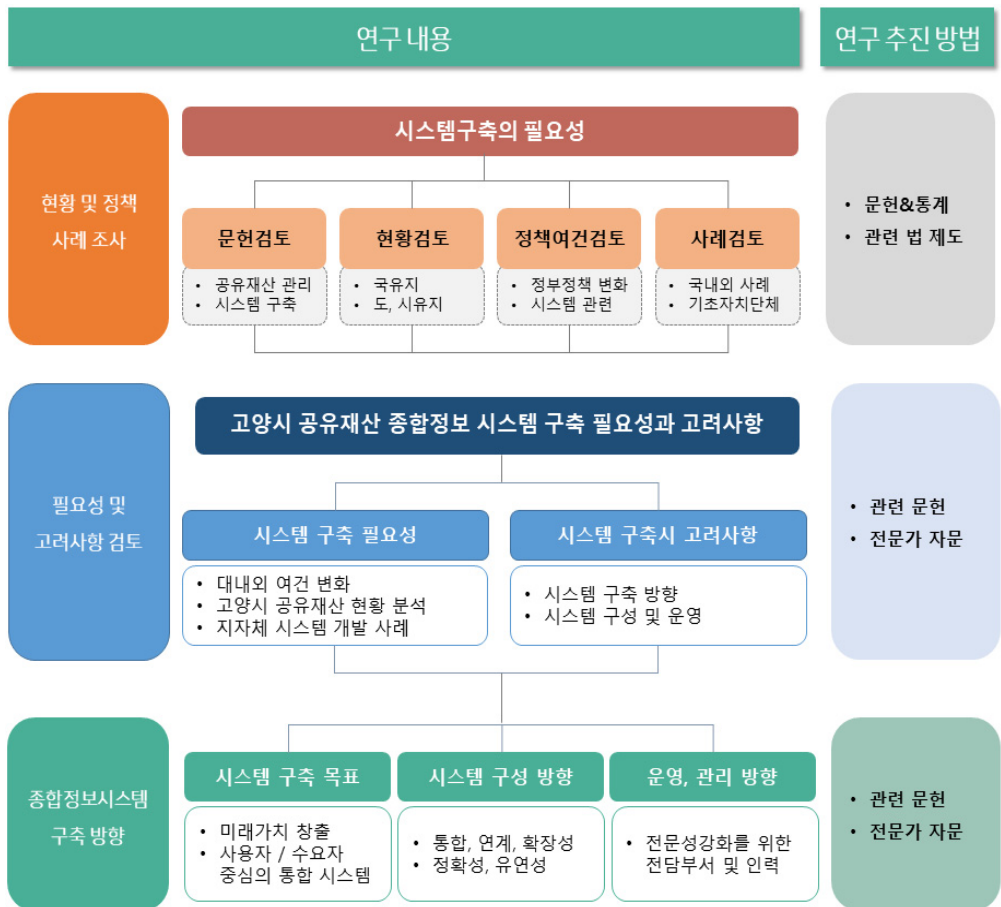 연구 내용
연구 추진 방법
현황 및 정책
사례 조사
시스템구축의 필요성
문헌검토
현황검토
정책여건검토
사례검토
• 공유재산 관리
• 시스템 구축
• 국유지
• 도, 시유지
• 정부정책 변화
• 시스템 관련
• 국내외 사례
• 기초자치단체
• 문헌&통계
• 관련 법 제도
필요성 및
고려사항 검토
고양시 공유재산 종합정보 시스템 구축 필요성과 고려사항
시스템 구축 필요성
• 대내외 여건 변화
• 고양시 공유재산 현황 분석
• 지자체 시스템 개발 사례
시스템 구축시 고려사항
• 시스템 구축 방향
• 시스템 구성 및 운영
• 관련 문헌
• 전문가 자문
종합정보시스템
구축 방향
시스템 구축 목표
• 미래가치 창출
• 사용자 / 수요자
중심의 통합 시스템
시스템 구성 방향
• 통합, 연계, 확장성
• 정확성, 유연성
운영, 관리 방향
• 전문성강화를 위한
전담부서 및 인력
• 관련 문헌
• 전문가 자문